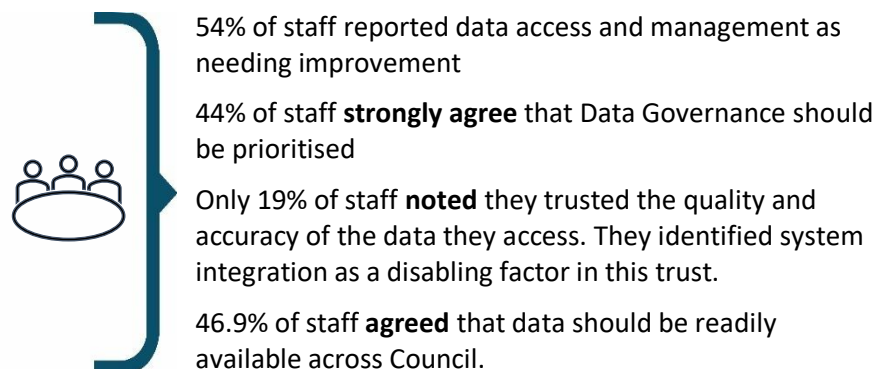 54% of staff reported data access and management as
needing improvement
44% of staff strongly agree that Data Governance should
be prioritised
Only 19% of staff noted they trusted the quality and
accuracy of the data they access. They identified system
integration as a disabling factor in this trust.
46.9% of staff agreed that data should be readily
available across Council.